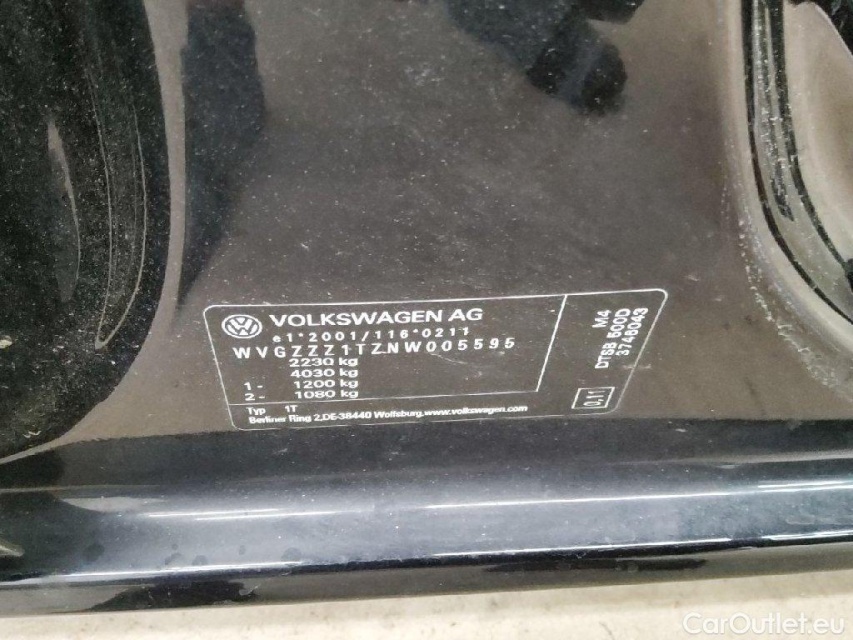 VOLKSWAGEN AG
e1*2001/116*0211
WVGZZZ1TZNW005595
2230 kg
4030 kg
1- 1200 kg
2- 1080 kg
Typ 1T
Berliner Ring 2,DE-38440 Wolfsburg,www.volkswagen.com
M4
DTSB 500D
3748043
0,11
CarOutlet.eu